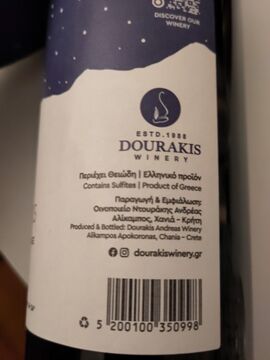 DISCOVER OUR
WINERY
ESTD.1988
DOURAKIS
WINERY
Περιέχει Θειώδη | Ελληνικό προϊόν
Contains Sulfites | Product of Greece
Παραγωγή & Εμφιάλωση:
Οινοποιείο Ντουράκης Ανδρέας
Αλίκαμπος, Χανιά - Κρήτη
Produced & Bottled: Dourakis Andreas Winery
Alikampos Apokoronas, Chania - Crete
dourakiswinery.gr
5 200100 350998